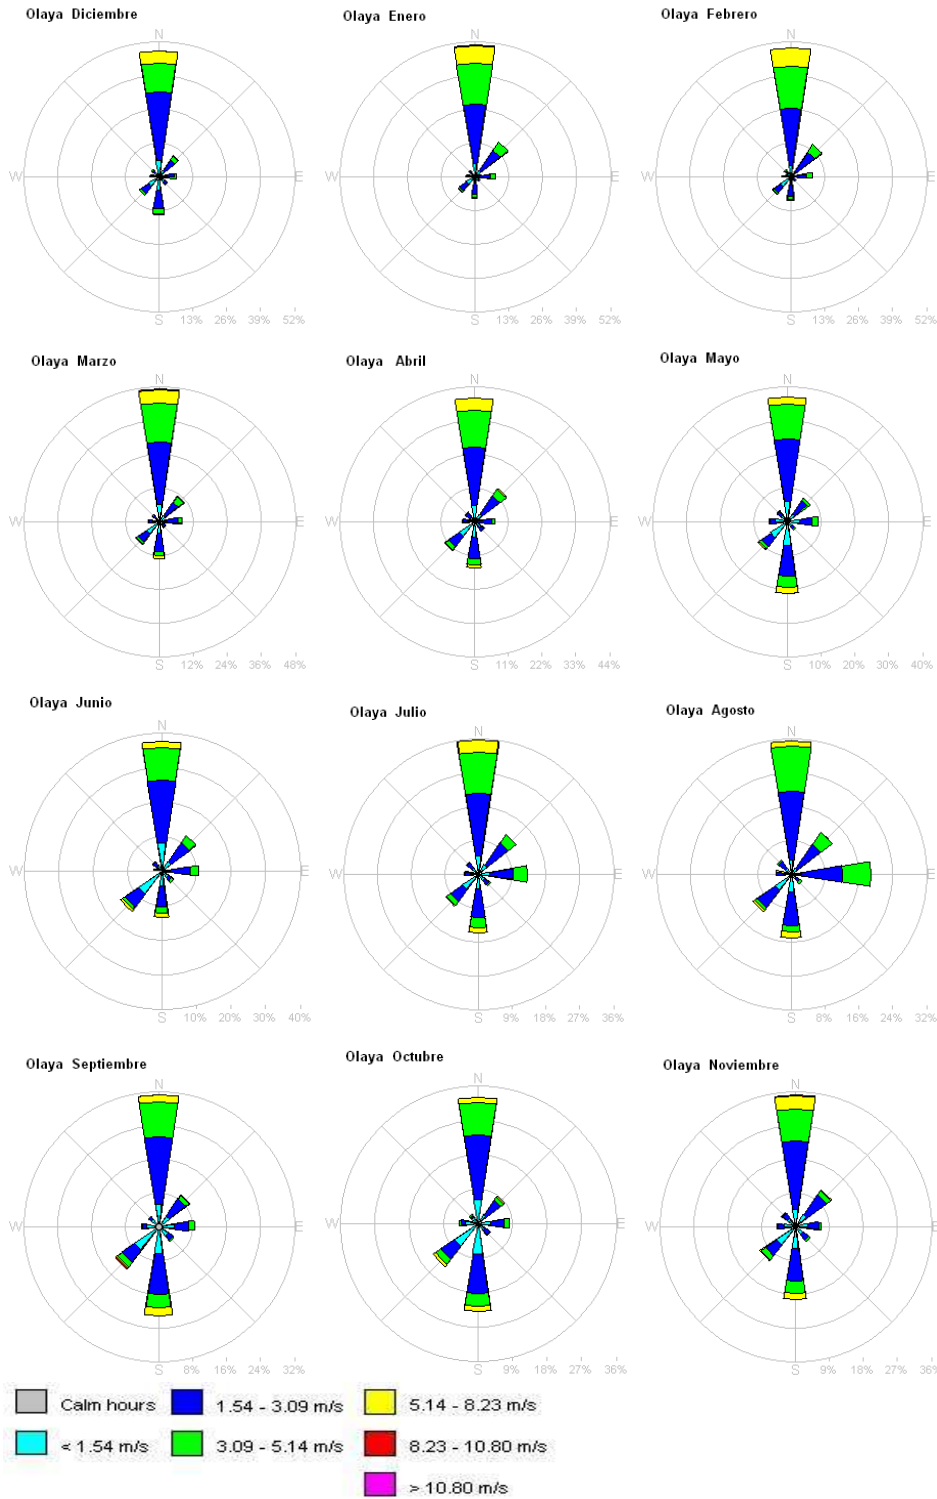 Olaya Diciembre
Olaya Enero
Olaya Febrero
N
N
N
W
E
W
E
W
E
S 13% 26% 39% 52%
S 13% 26% 39% 52%
S 13% 26% 39% 52%
Olaya Marzo
Olaya Abril
Olaya Mayo
N
N
N
W
E
W
E
W
E
S 12% 24% 36% 48%
S 11% 22% 33% 44%
S 10% 20% 30% 40%
Olaya Junio
Olaya Julio
Olaya Agosto
N
N
N
W
E
W
E
W
E
S 10% 20% 30% 40%
S 9% 18% 27% 36%
S 8% 16% 24% 32%
Olaya Septiembre
Olaya Octubre
Olaya Noviembre
N
N
N
W
E
W
E
W
E
S 8% 16% 24% 32%
S 9% 18% 27% 36%
S 9% 18% 27% 36%
Calm hours
1.54 - 3.09 m/s
5.14 - 8.23 m/s
< 1.54 m/s
3.09 - 5.14 m/s
8.23 - 10.80 m/s
> 10.80 m/s